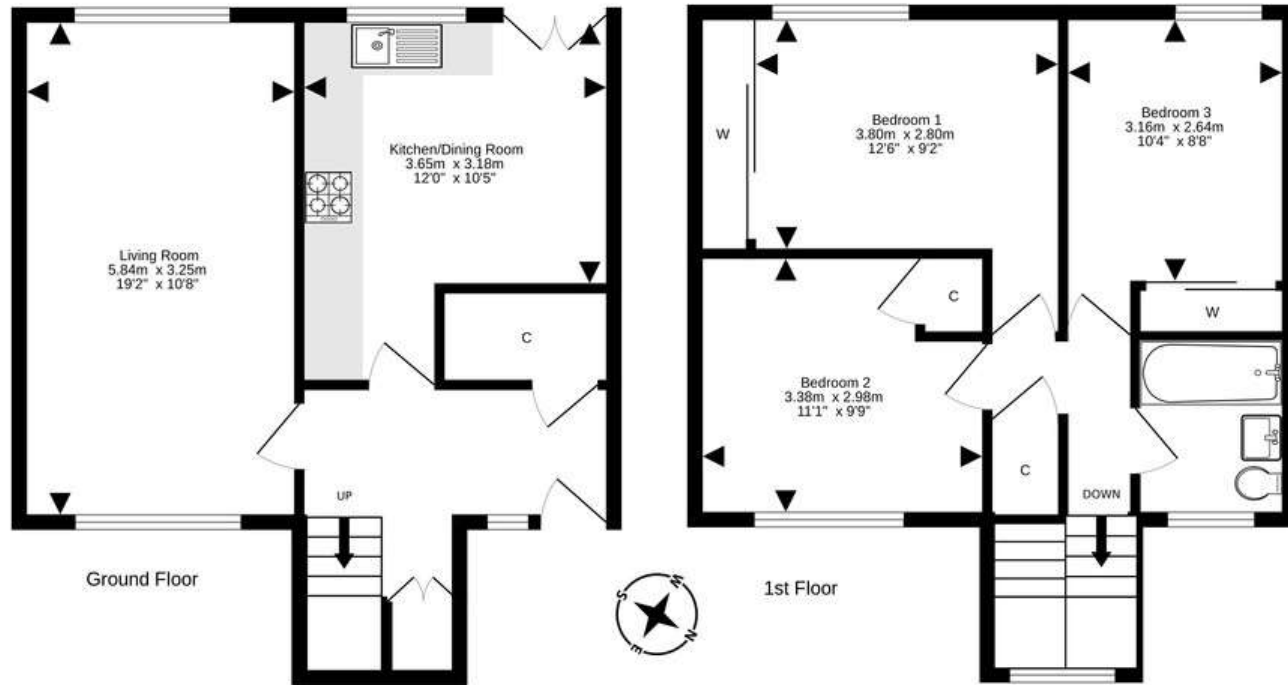 Living Room
5.84m x 3.25m
19'2" x 10'8"
Kitchen/Dining Room
3.65m x 3.18m
12'0" x 10'5"
C
UP
Ground Floor
W
Bedroom 1
3.80m x 2.80m
12'6" x 9'2"
Bedroom 3
3.16m x 2.64m
10'4" x 8'8"
W
C
Bedroom 2
3.38m x 2.98m
11'1" x 9'9"
C
DOWN
1st Floor
S
W
E
N